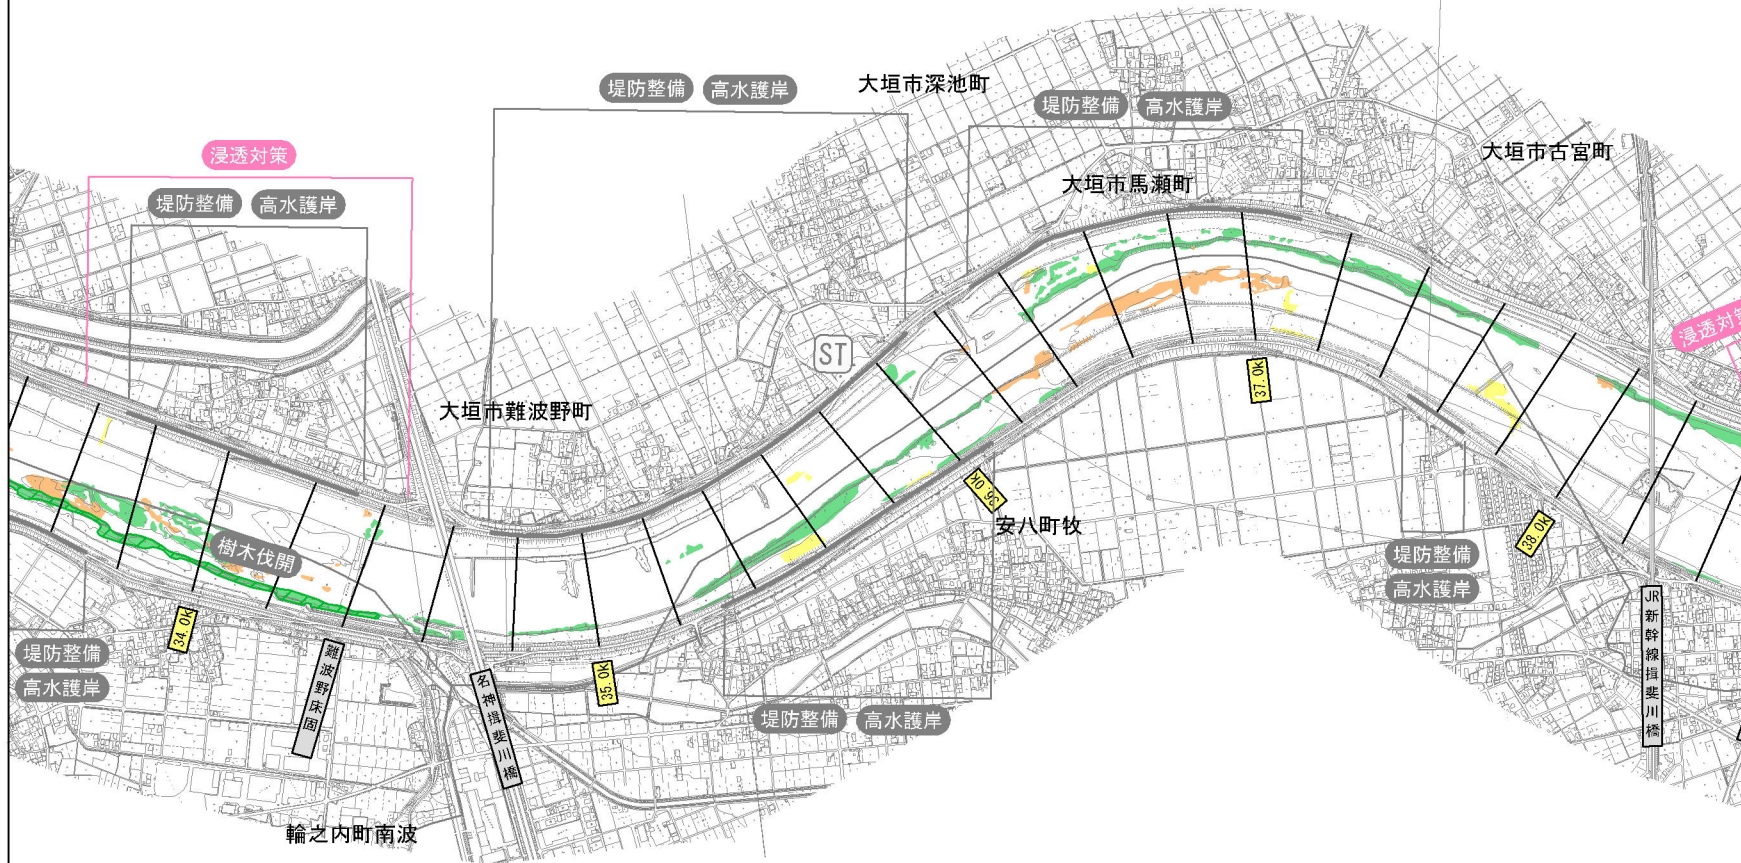 堤防整備 高水護岸
大垣市深池町
堤防整備 高水護岸
大垣市古宮町
浸透対策
大垣市馬瀬町
堤防整備 高水護岸
浸透対策
ST
37.0K
大垣市難波野町
36.0K
安八町牧
38.0K
樹木伐開
堤防整備
高水護岸
34.0K
堤防整備
高水護岸
難波野床固
35.0K
名神揖斐川橋
JR新幹線揖斐川橋
堤防整備 高水護岸
輪之内町南波